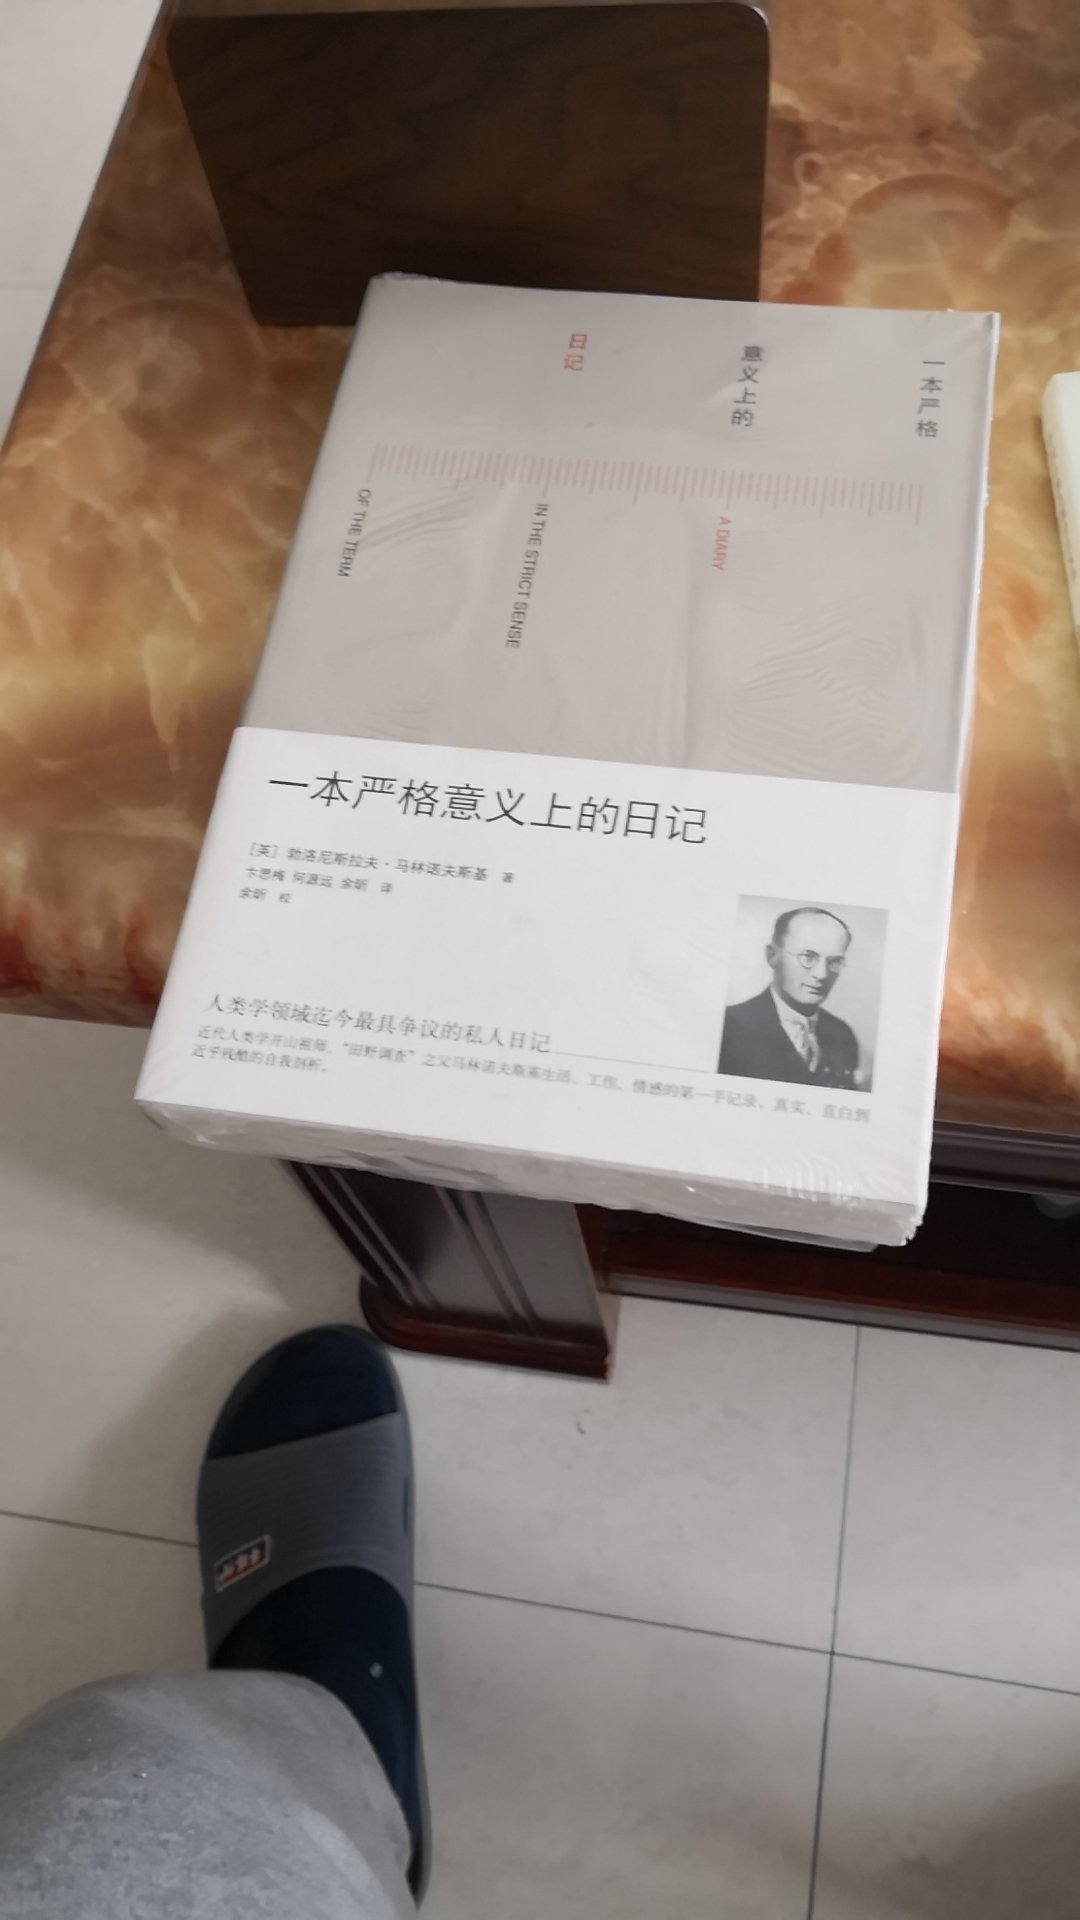 一本严格
意义上的
日记
A DIARY
IN THE STRICT SENSE
OF THE TERM
一本严格意义上的日记
［英］勃洛尼斯拉夫·马林诺夫斯基 著
卞思梅 何源远 余昕 译
余昕 校
人类学领域迄今最具争议的私人日记
近代人类学开山祖师、“田野调查”之父马林诺夫斯基生活、工作、情感的第一手记录，真实、直白到
近乎残酷的自我剖析。